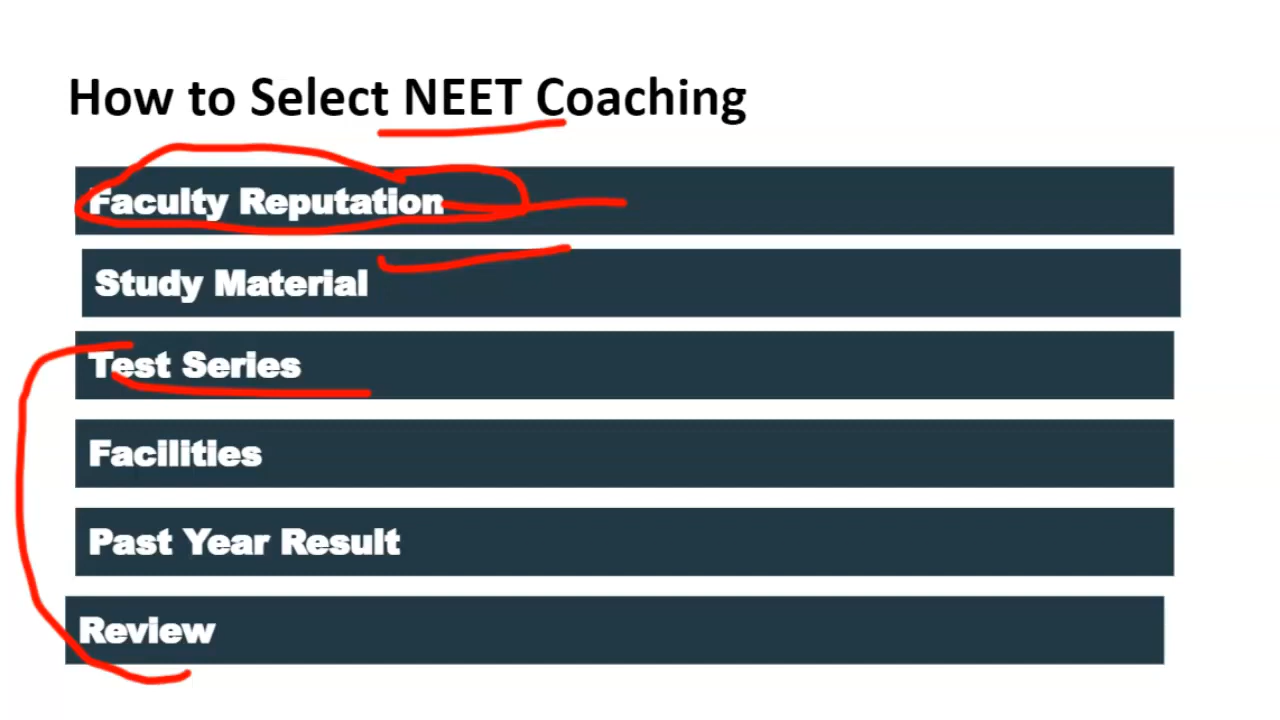 How to Select NEET Coaching
Faculty Reputation
Study Material
Test Series
Facilities
Past Year Result
Review